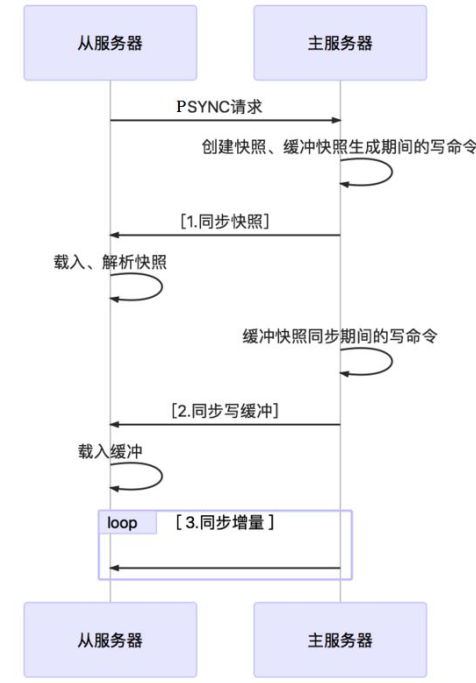 从服务器
主服务器
PSYNC请求
创建快照、缓冲快照生成期间的写命令
[1.同步快照]
载入、解析快照
缓冲快照同步期间的写命令
[2.同步写缓冲]
载入缓冲
loop
[ 3.同步增量 ]
从服务器
主服务器